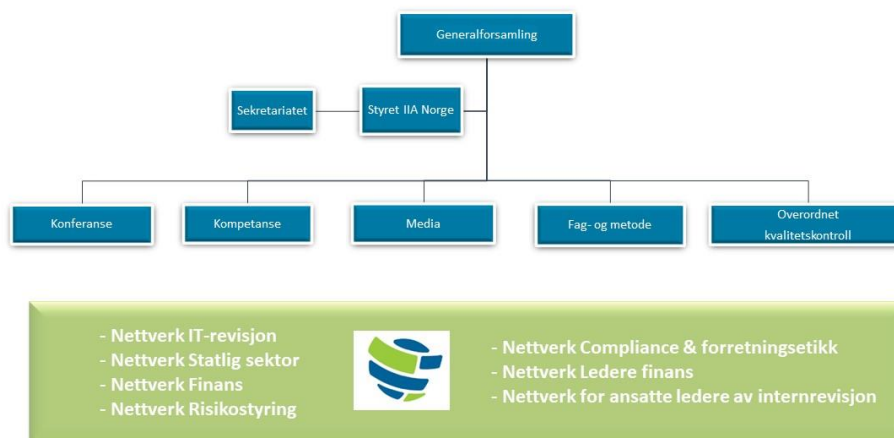 Generalforsamling
Sekretariatet
Styret IIA Norge
Konferanse
Kompetanse
Media
Fag- og metode
Overordnet
kvalitetskontroll
- Nettverk IT-revisjon
- Nettverk Statlig sektor
- Nettverk Finans
- Nettverk Risikostyring
- Nettverk Compliance & forretningsetikk
- Nettverk Ledere finans
- Nettverk for ansatte ledere av internrevisjon